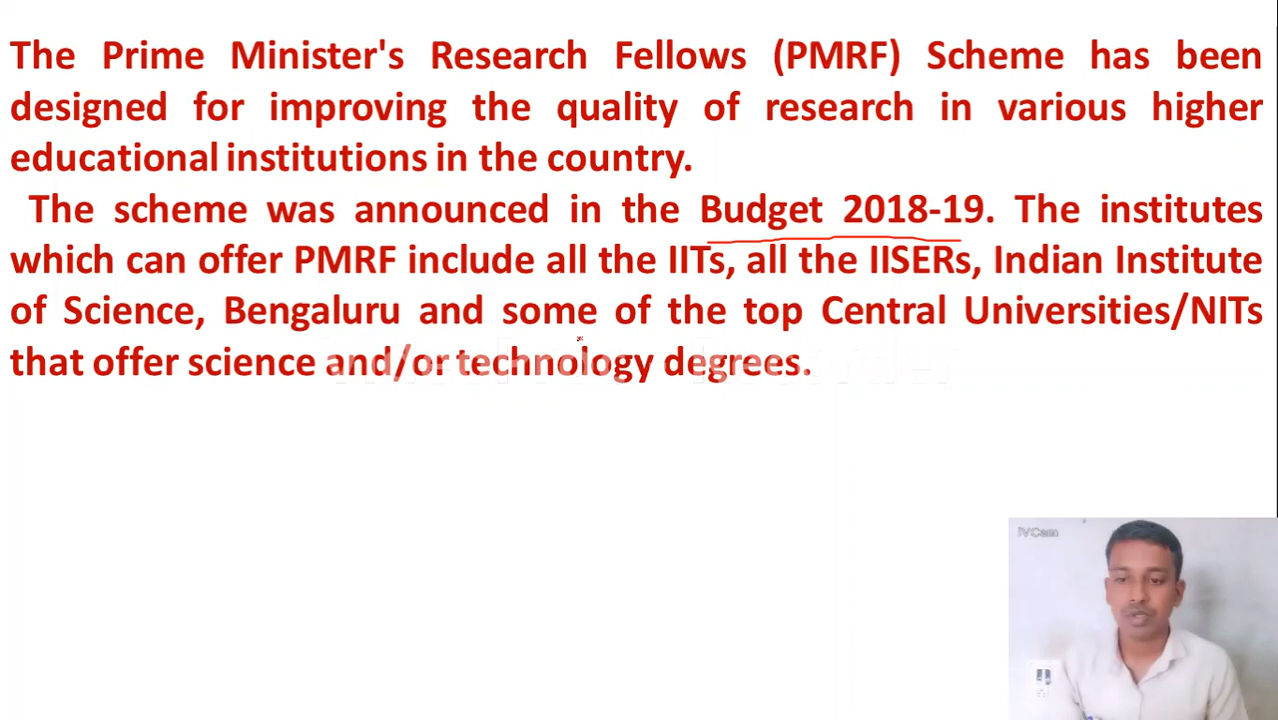 The Prime Minister's Research Fellows (PMRF) Scheme has been
designed for improving the quality of research in various higher
educational institutions in the country.
The scheme was announced in the Budget 2018-19. The institutes
which can offer PMRF include all the IITs, all the IISERs, Indian Institute
of Science, Bengaluru and some of the top Central Universities/NITs
that offer science and/or technology degrees.
iVCam